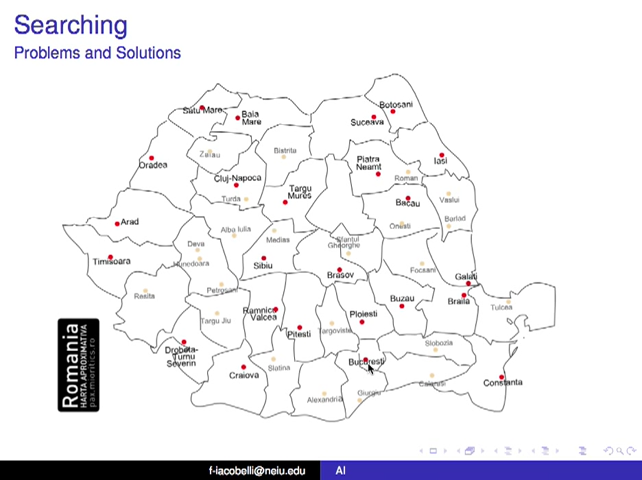 Searching
Problems and Solutions
Satu Mare
Baia
Mare
Botosani
Suceava
Oradea
Zalau
Bistrita
Piatra
Neamt
Iasi
Cluj-Napoca
Targu
Mures
Roman
Turda
Bacau
Vaslui
Arad
Alba Iulia
Medias
Onesti
Barlad
Deva
Sfantul
Gheorghe
Timisoara
Hunedoara
Sibiu
Brasov
Focsani
Galati
Resita
Petrosani
Buzau
Braila
Tulcea
Targu Jiu
Ramnicu
Valcea
Pitesti
Targoviste
Ploiesti
Drobeta-
Turnu
Severin
Slobozia
Bucuresti
Craiova
Slatina
Calarasi
Constanta
Alexandria
Giurgiu
Romania
HARTA APROXIMATIVA
pax.mioritics.ro
f-iacobelli@neiu.edu
AI